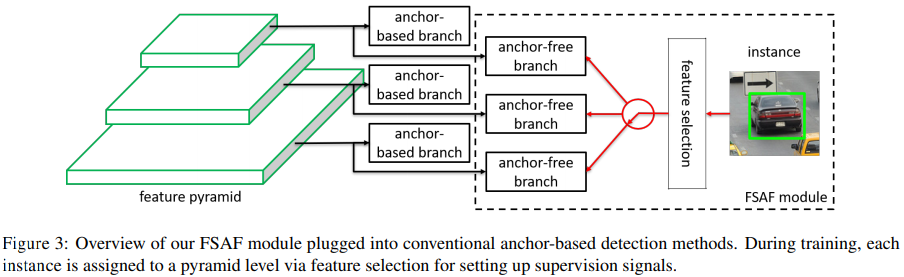 anchor-
based branch
anchor-free
branch
anchor-
based branch
anchor-free
branch
anchor-
based branch
anchor-free
branch
feature pyramid
feature selection
instance
FSAF module
Figure 3: Overview of our FSAF module plugged into conventional anchor-based detection methods. During training, each
instance is assigned to a pyramid level via feature selection for setting up supervision signals.